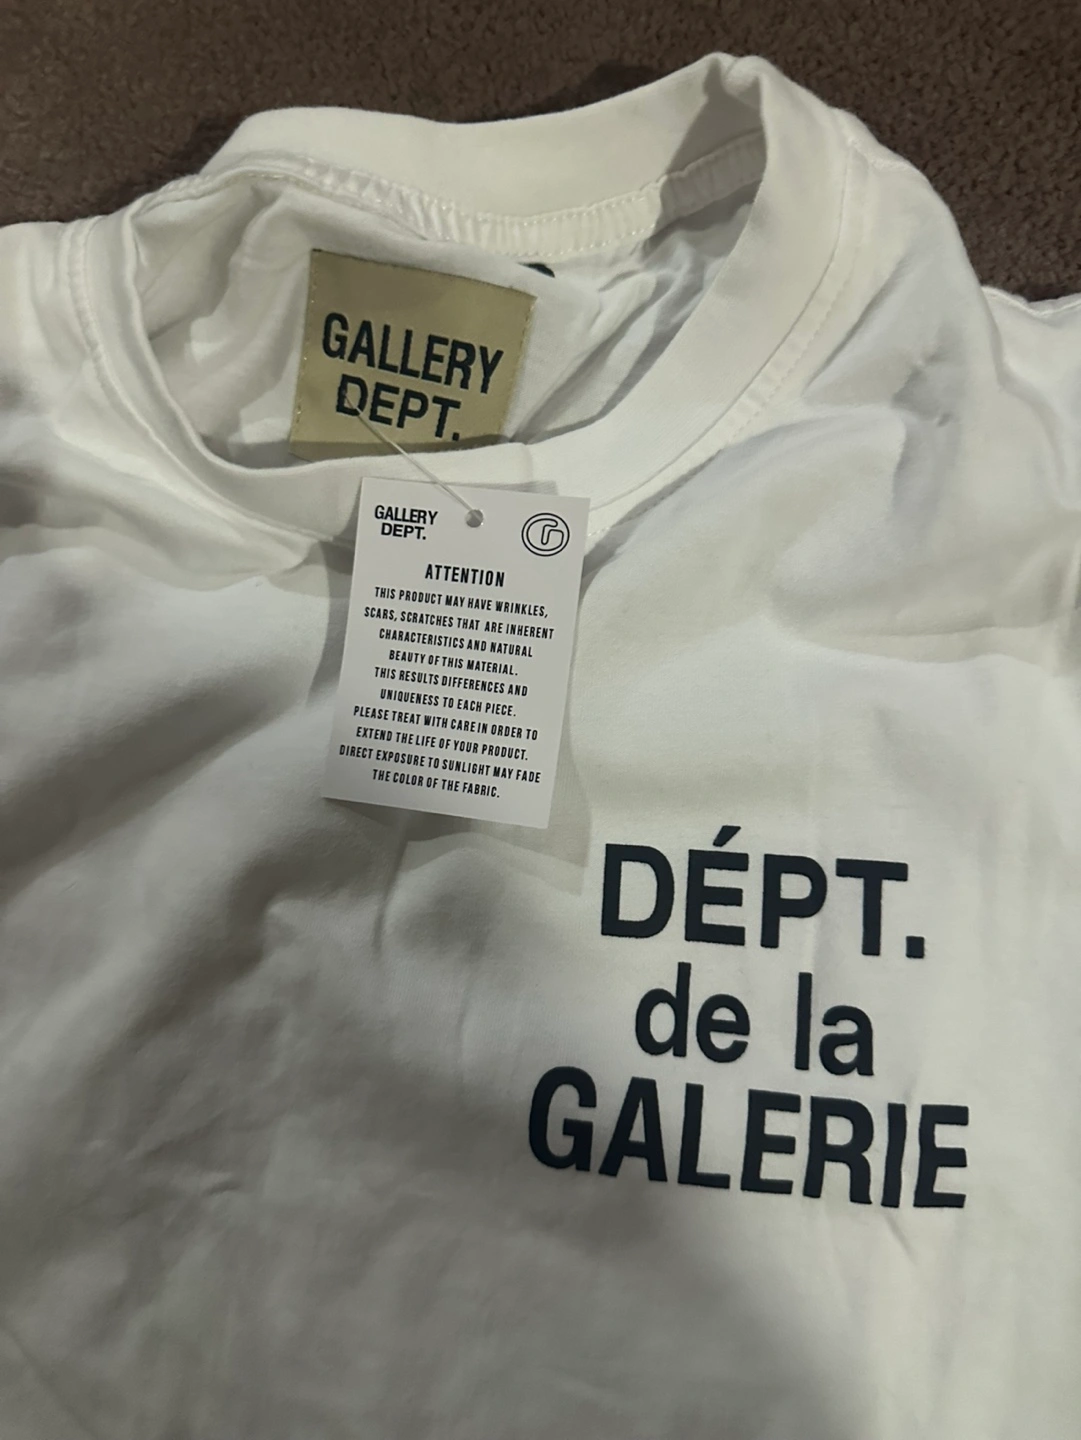 GALLERY
DEPT.
GALLERY
DEPT.
ATTENTION
THIS PRODUCT MAY HAVE WRINKLES,
SCARS, SCRATCHES THAT ARE INHERENT
CHARACTERISTICS AND NATURAL
BEAUTY OF THIS MATERIAL.
THIS RESULTS DIFFERENCES AND
UNIQUENESS TO EACH PIECE.
PLEASE TREAT WITH CARE IN ORDER TO
EXTEND THE LIFE OF YOUR PRODUCT.
DIRECT EXPOSURE TO SUNLIGHT MAY FADE
THE COLOR OF THE FABRIC.
DÉPT.
de la
GALERIE